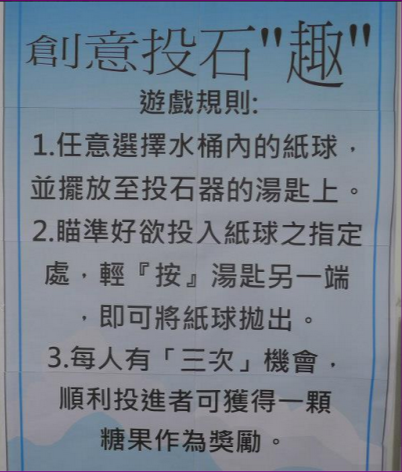 創意投石"趣"
遊戲規則:
1.任意選擇水桶內的紙球，
並擺放至投石器的湯匙上。
2.瞄準好欲投入紙球之指定
處，輕『按』湯匙另一端
，即可將紙球拋出。
3.每人有「三次」機會，
順利投進者可獲得一顆
糖果作為獎勵。